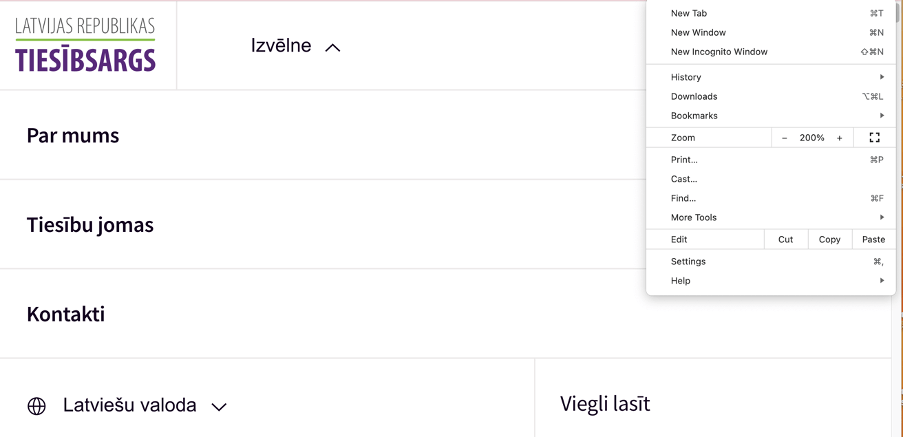 LATVIJAS REPUBLIKAS
TIESĪBSARGS
Izvēlne
Par mums
Tiesību jomas
Kontakti
Latviešu valoda
Viegli lasīt
New Tab ⌘T
New Window ⌘N
New Incognito Window ⇧⌘N
History
Downloads ⌥⌘L
Bookmarks
Zoom − 200% +
Print... ⌘P
Cast...
Find... ⌘F
More Tools
Edit Cut Copy Paste
Settings ⌘,
Help